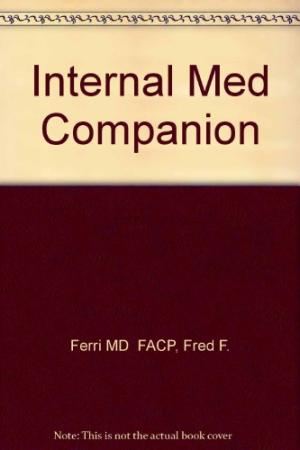 Internal Med
Companion
Ferri MD  FACP, Fred F.
Note: This is not the actual book cover